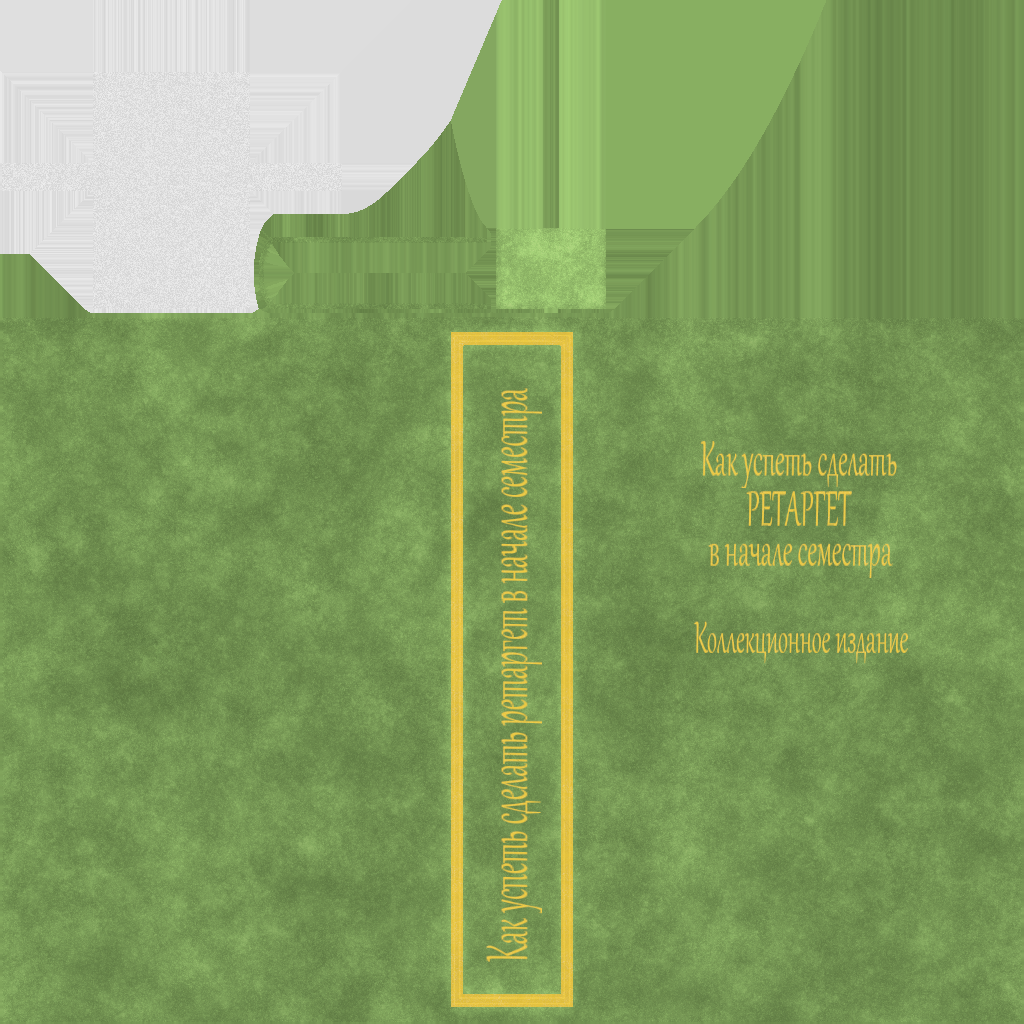 Как успеть сделать ретаргет в начале семестра
Как успеть сделать
РЕТАРГЕТ
в начале семестра
Коллекционное издание